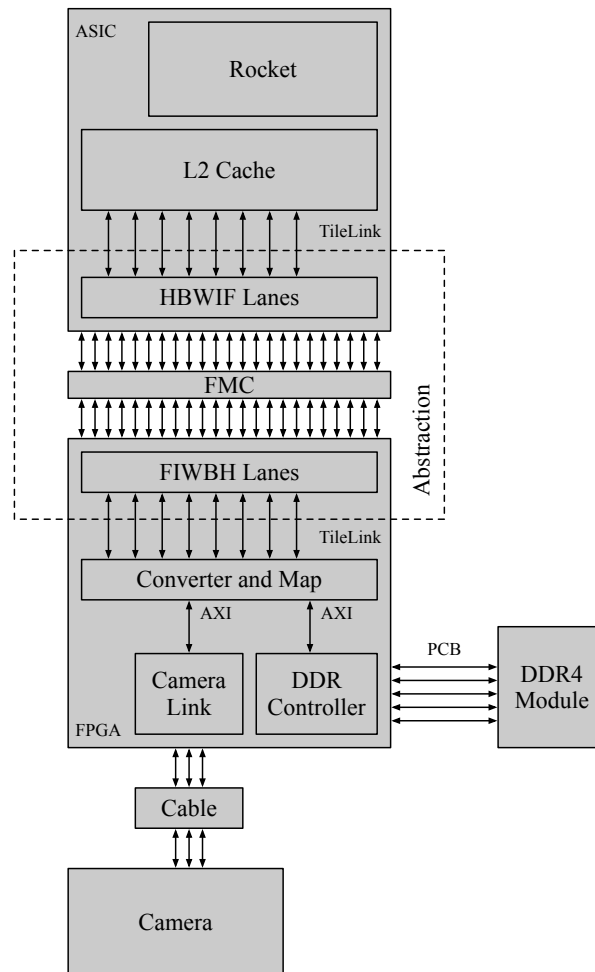 ASIC
Rocket
L2 Cache
TileLink
HBWIF Lanes
FMC
Abstraction
FIWBH Lanes
TileLink
Converter and Map
AXI
AXI
PCB
Camera
Link
DDR
Controller
DDR4
Module
FPGA
Cable
Camera